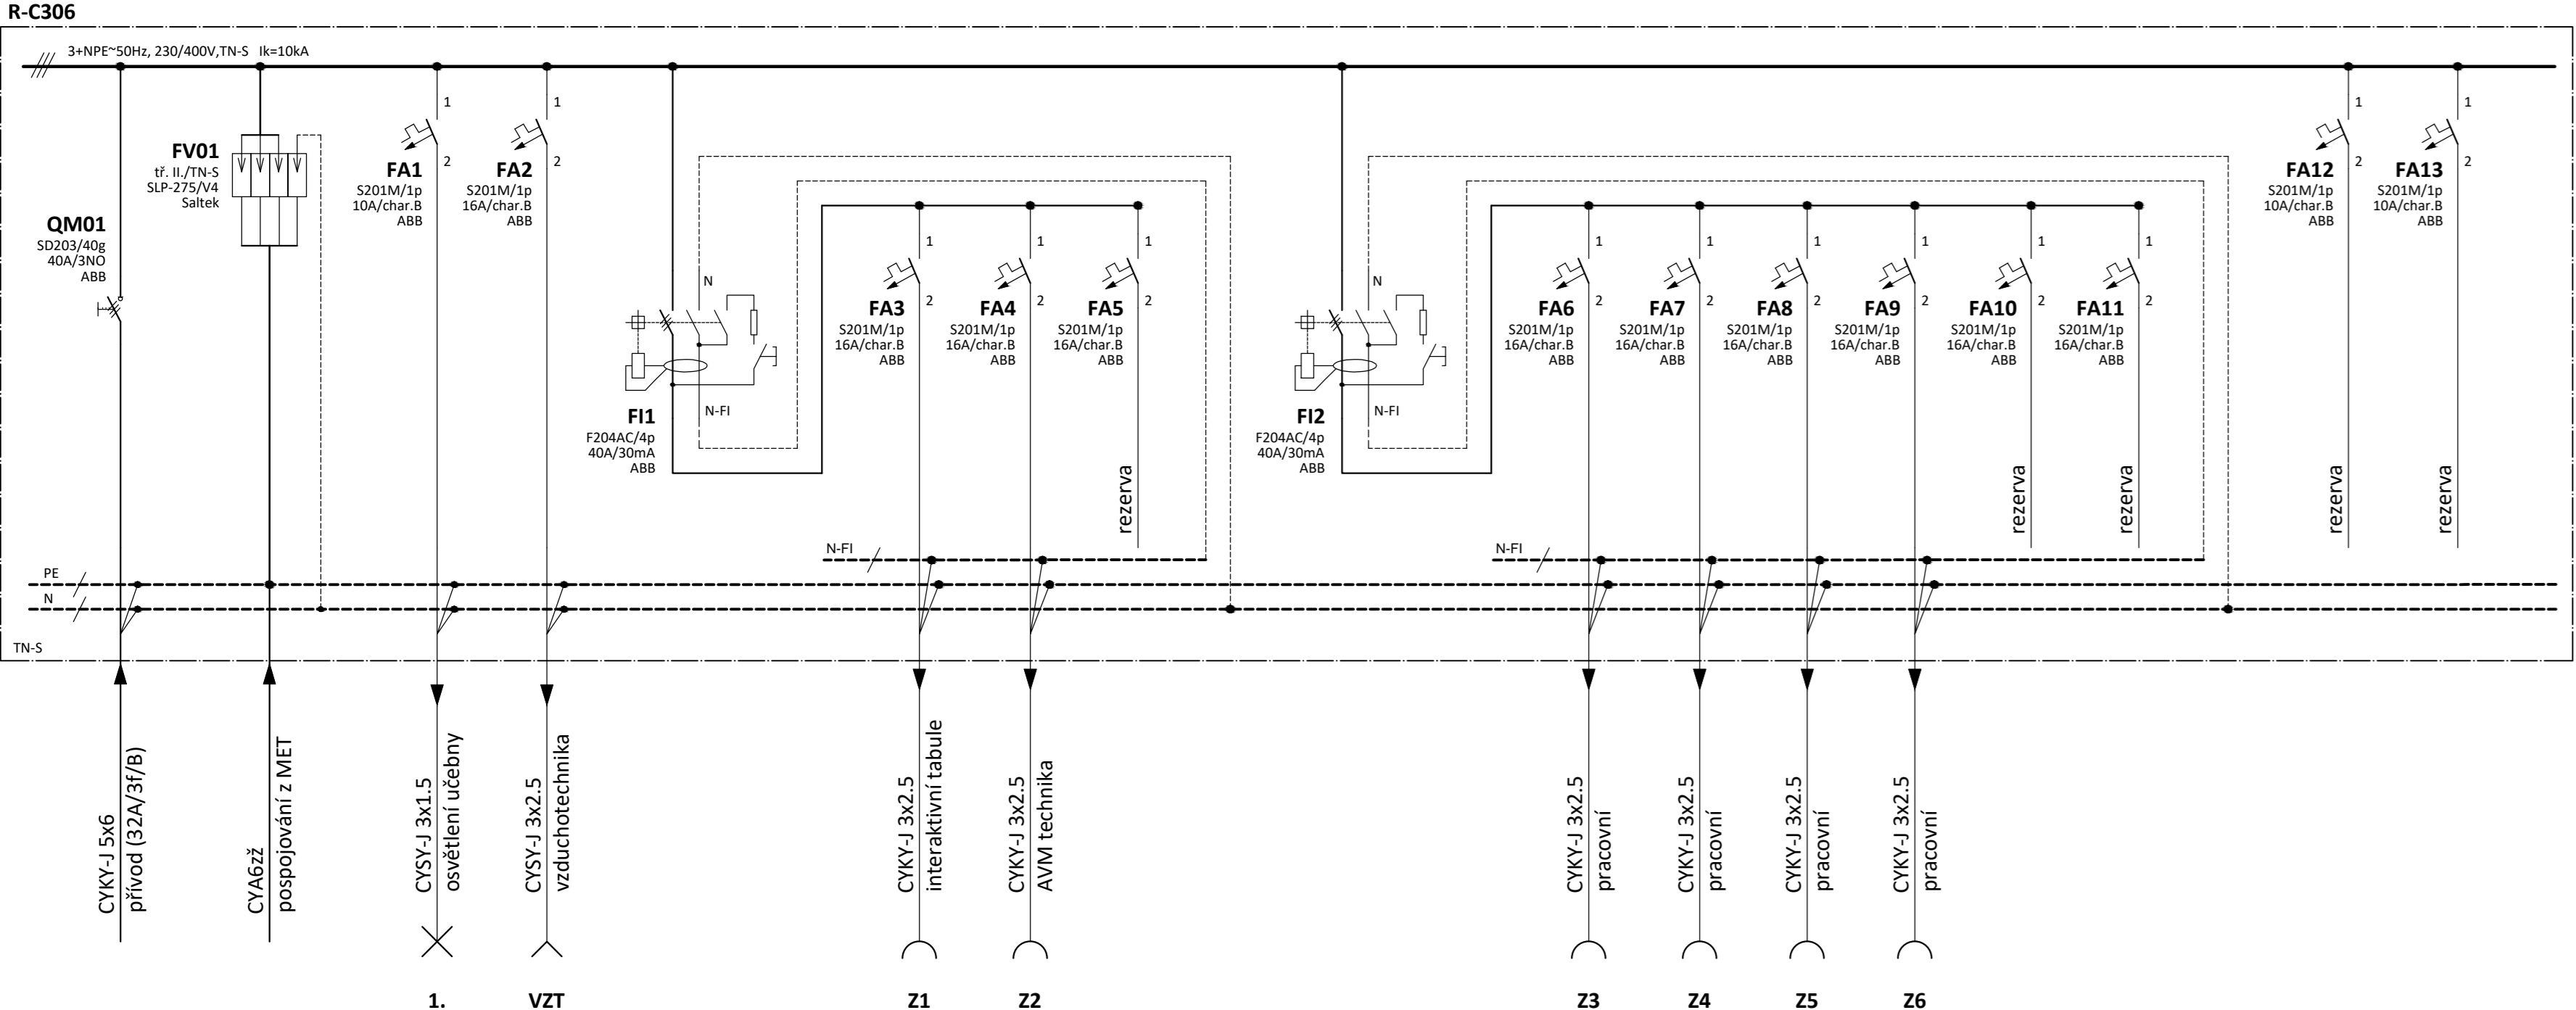 R-C306
3+NPE~50Hz, 230/400V,TN-S Ik=10kA
QM01
SD203/40g
40A/3NO
ABB
FV01
tř. II./TN-S
SLP-275/V4
Saltek
1
2
FA1
S201M/1p
10A/char.B
ABB
1
2
FA2
S201M/1p
16A/char.B
ABB
N
N-FI
FI1
F204AC/4p
40A/30mA
ABB
1
2
FA3
S201M/1p
16A/char.B
ABB
1
2
FA4
S201M/1p
16A/char.B
ABB
1
2
FA5
S201M/1p
16A/char.B
ABB
rezerva
N-FI
N
N-FI
FI2
F204AC/4p
40A/30mA
ABB
1
2
FA6
S201M/1p
16A/char.B
ABB
1
2
FA7
S201M/1p
16A/char.B
ABB
1
2
FA8
S201M/1p
16A/char.B
ABB
1
2
FA9
S201M/1p
16A/char.B
ABB
1
2
FA10
S201M/1p
16A/char.B
ABB
rezerva
1
2
FA11
S201M/1p
16A/char.B
ABB
rezerva
N-FI
1
2
FA12
S201M/1p
10A/char.B
ABB
rezerva
1
2
FA13
S201M/1p
10A/char.B
ABB
rezerva
PE
N
TN-S
CYKY-J 5x6
přívod (32A/3f/B)
CYA6zž
pospojování z MET
CYSY-J 3x1.5
osvětlení učebny
CYSY-J 3x2.5
vzduchotechnika
CYKY-J 3x2.5
interaktivní tabule
CYKY-J 3x2.5
AVM technika
CYKY-J 3x2.5
pracovní
CYKY-J 3x2.5
pracovní
CYKY-J 3x2.5
pracovní
CYKY-J 3x2.5
pracovní
1.
VZT
Z1
Z2
Z3
Z4
Z5
Z6